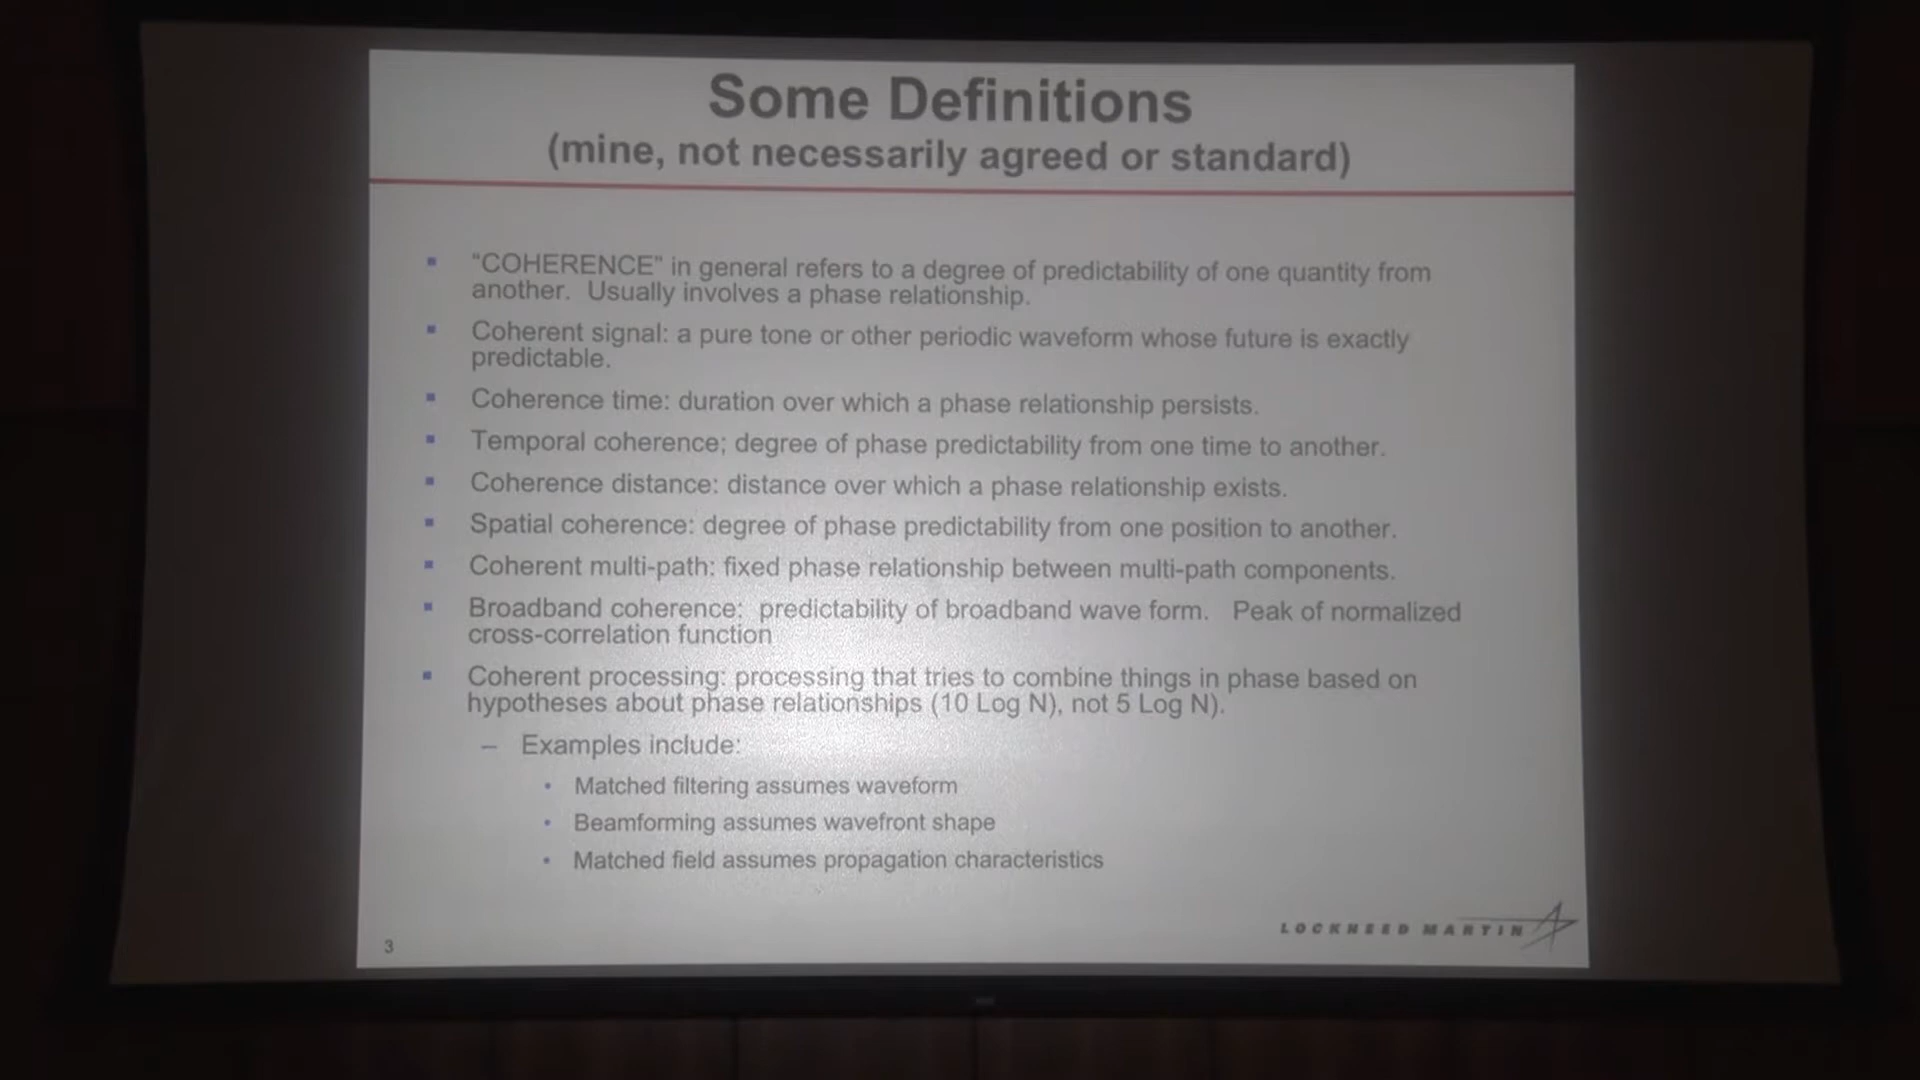 Some Definitions
(mine, not necessarily agreed or standard)
▪ "COHERENCE" in general refers to a degree of predictability of one quantity from
another.  Usually involves a phase relationship.
▪ Coherent signal: a pure tone or other periodic waveform whose future is exactly
predictable.
▪ Coherence time: duration over which a phase relationship persists.
▪ Temporal coherence; degree of phase predictability from one time to another.
▪ Coherence distance: distance over which a phase relationship exists.
▪ Spatial coherence: degree of phase predictability from one position to another.
▪ Coherent multi-path: fixed phase relationship between multi-path components.
▪ Broadband coherence:  predictability of broadband wave form.   Peak of normalized
cross-correlation function
▪ Coherent processing: processing that tries to combine things in phase based on
hypotheses about phase relationships (10 Log N), not 5 Log N).
– Examples include:
• Matched filtering assumes waveform
• Beamforming assumes wavefront shape
• Matched field assumes propagation characteristics
LOCKHEED MARTIN
3